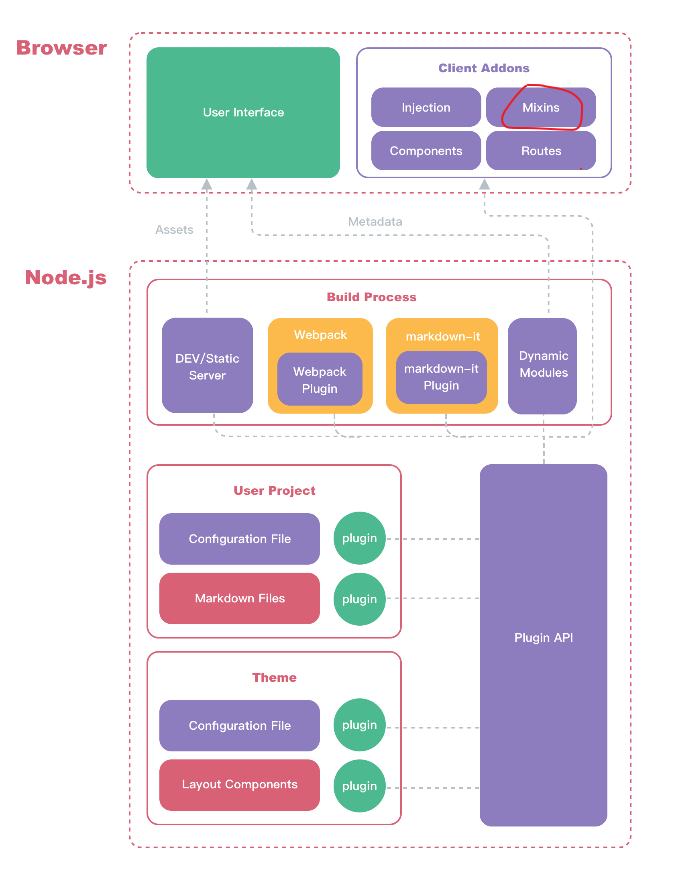 Browser
User Interface
Client Addons
Injection
Mixins
Components
Routes
Assets
Metadata
Node.js
Build Process
DEV/Static
Server
Webpack
Webpack
Plugin
markdown-it
markdown-it
Plugin
Dynamic
Modules
User Project
Configuration File
plugin
Markdown Files
plugin
Plugin API
Theme
Configuration File
plugin
Layout Components
plugin